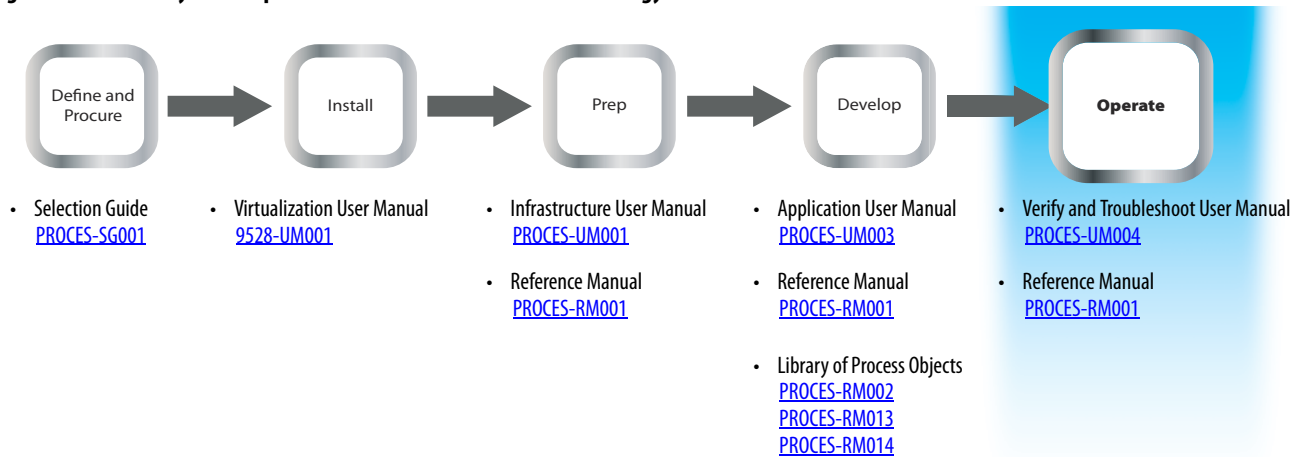 Define and
Procure
Install
Prep
Develop
Operate
• Selection Guide
PROCES-SG001
• Virtualization User Manual
9528-UM001
• Infrastructure User Manual
PROCES-UM001
• Reference Manual
PROCES-RM001
• Application User Manual
PROCES-UM003
• Reference Manual
PROCES-RM001
• Library of Process Objects
PROCES-RM002
PROCES-RM013
PROCES-RM014
• Verify and Troubleshoot User Manual
PROCES-UM004
• Reference Manual
PROCES-RM001